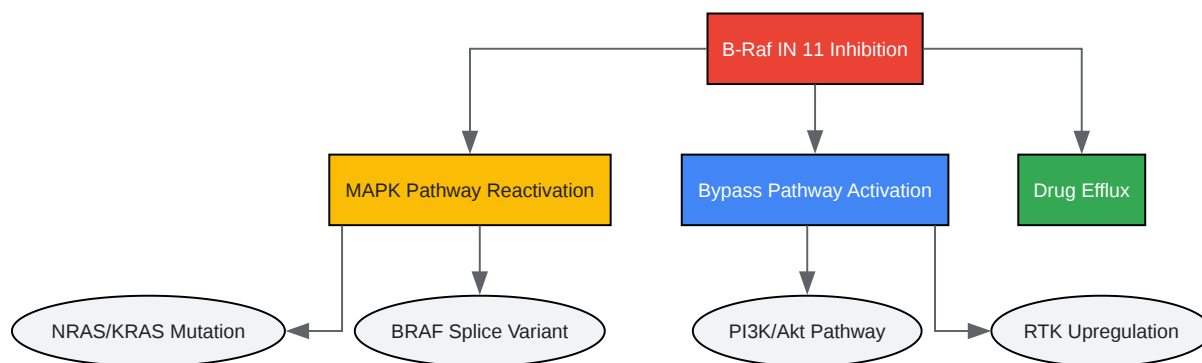 B-Raf IN 11 Inhibition
MAPK Pathway Reactivation
Bypass Pathway Activation
Drug Efflux
NRAS/KRAS Mutation
BRAF Splice Variant
PI3K/Akt Pathway
RTK Upregulation